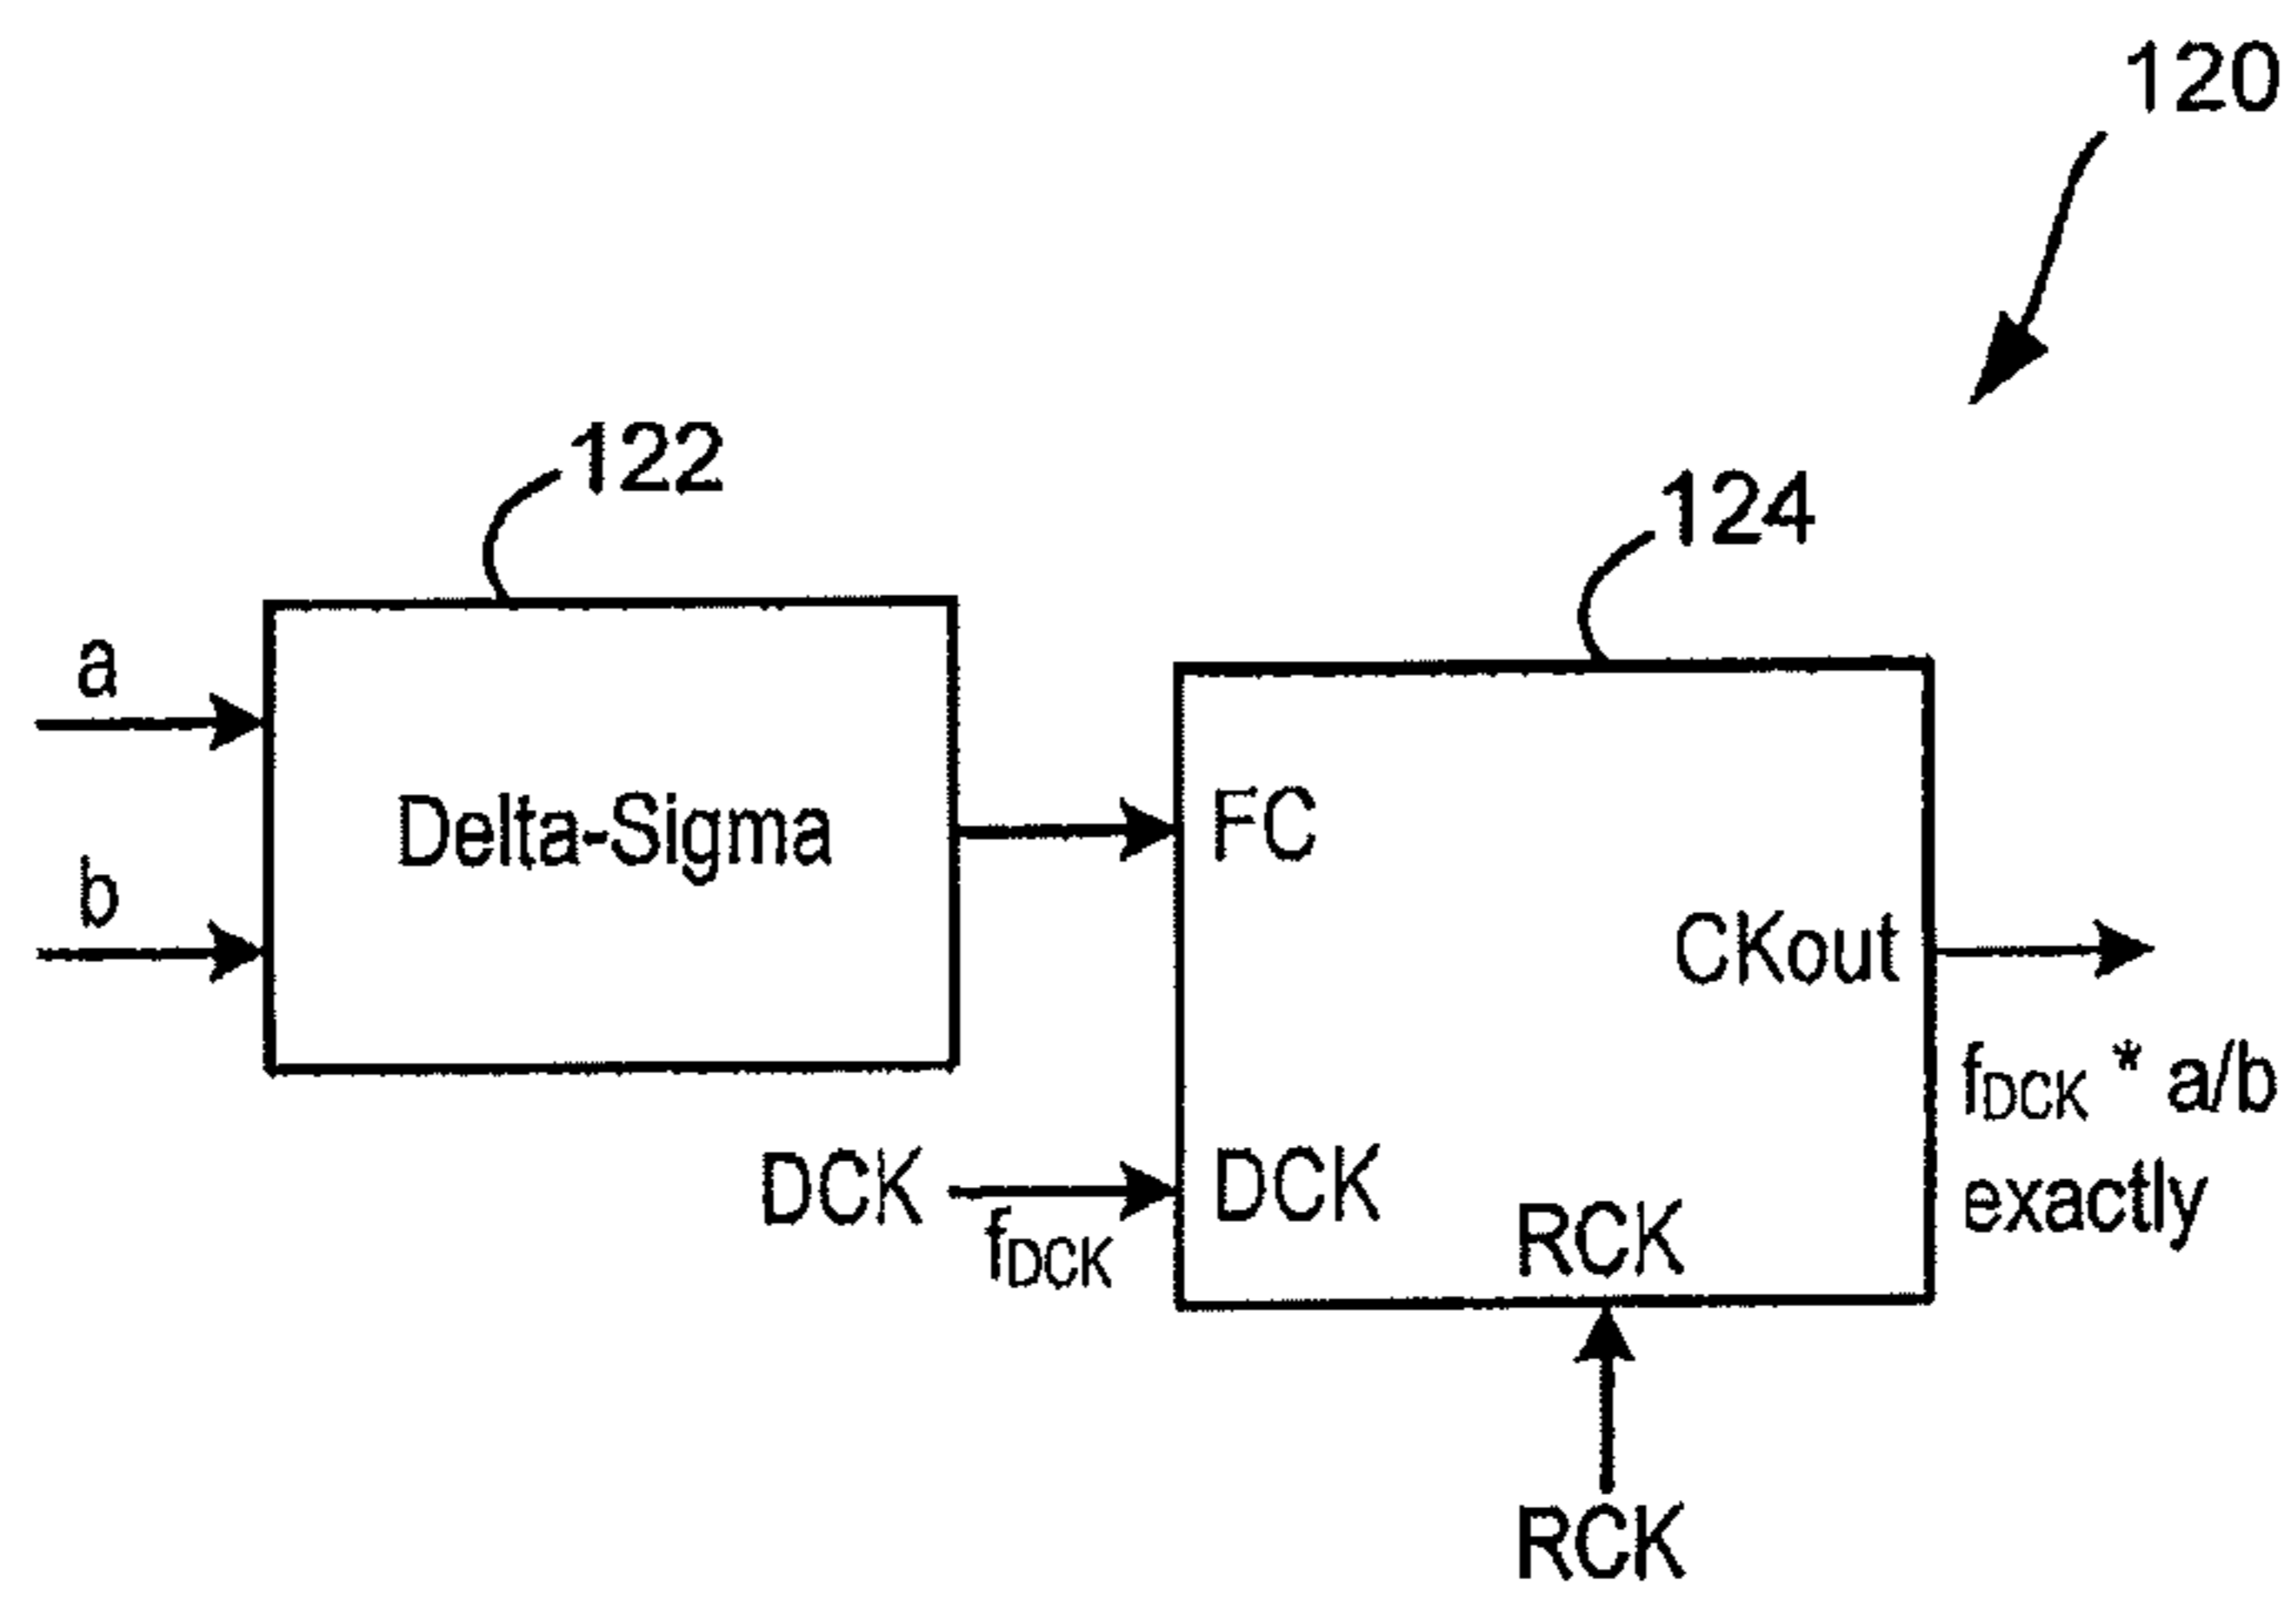 120
122
124
a
b
Delta-Sigma
FC
CKout
DCK
fDCK
DCK
RCK
fDCK * a/b
exactly
RCK